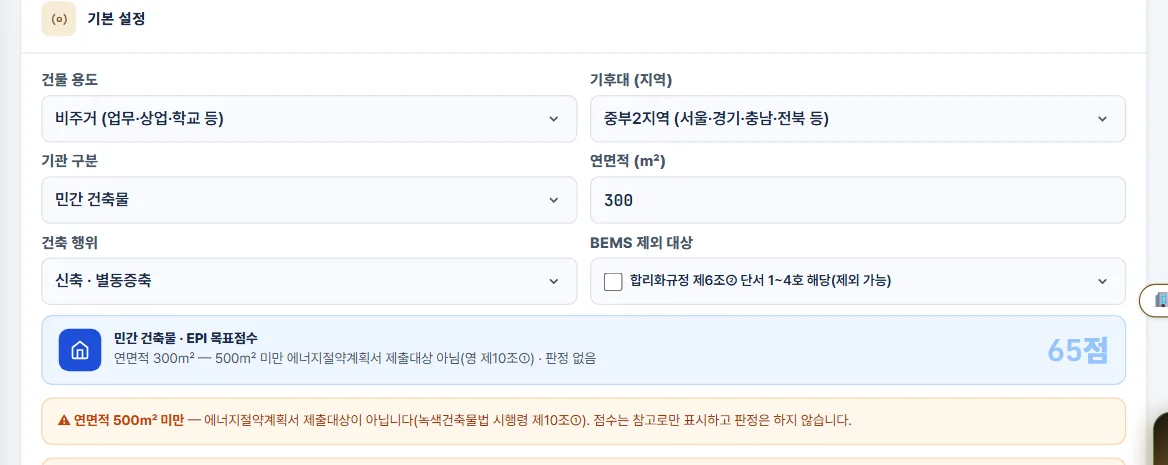 기본 설정
건물 용도
기후대 (지역)
비주거 (업무·상업·학교 등)
중부2지역 (서울·경기·충남·전북 등)
기관 구분
연면적 (m²)
민간 건축물
300
건축 행위
BEMS 제외 대상
신축 · 별동증축
합리화규정 제6조② 단서 1~4호 해당(제외 가능)
민간 건축물 · EPI 목표점수
연면적 300m² — 500m² 미만 에너지절약계획서 제출대상 아님(영 제10조①) · 판정 없음
65점
⚠ 연면적 500m² 미만 — 에너지절약계획서 제출대상이 아닙니다(녹색건축물법 시행령 제10조①). 점수는 참고로만 표시하고 판정은 하지 않습니다.